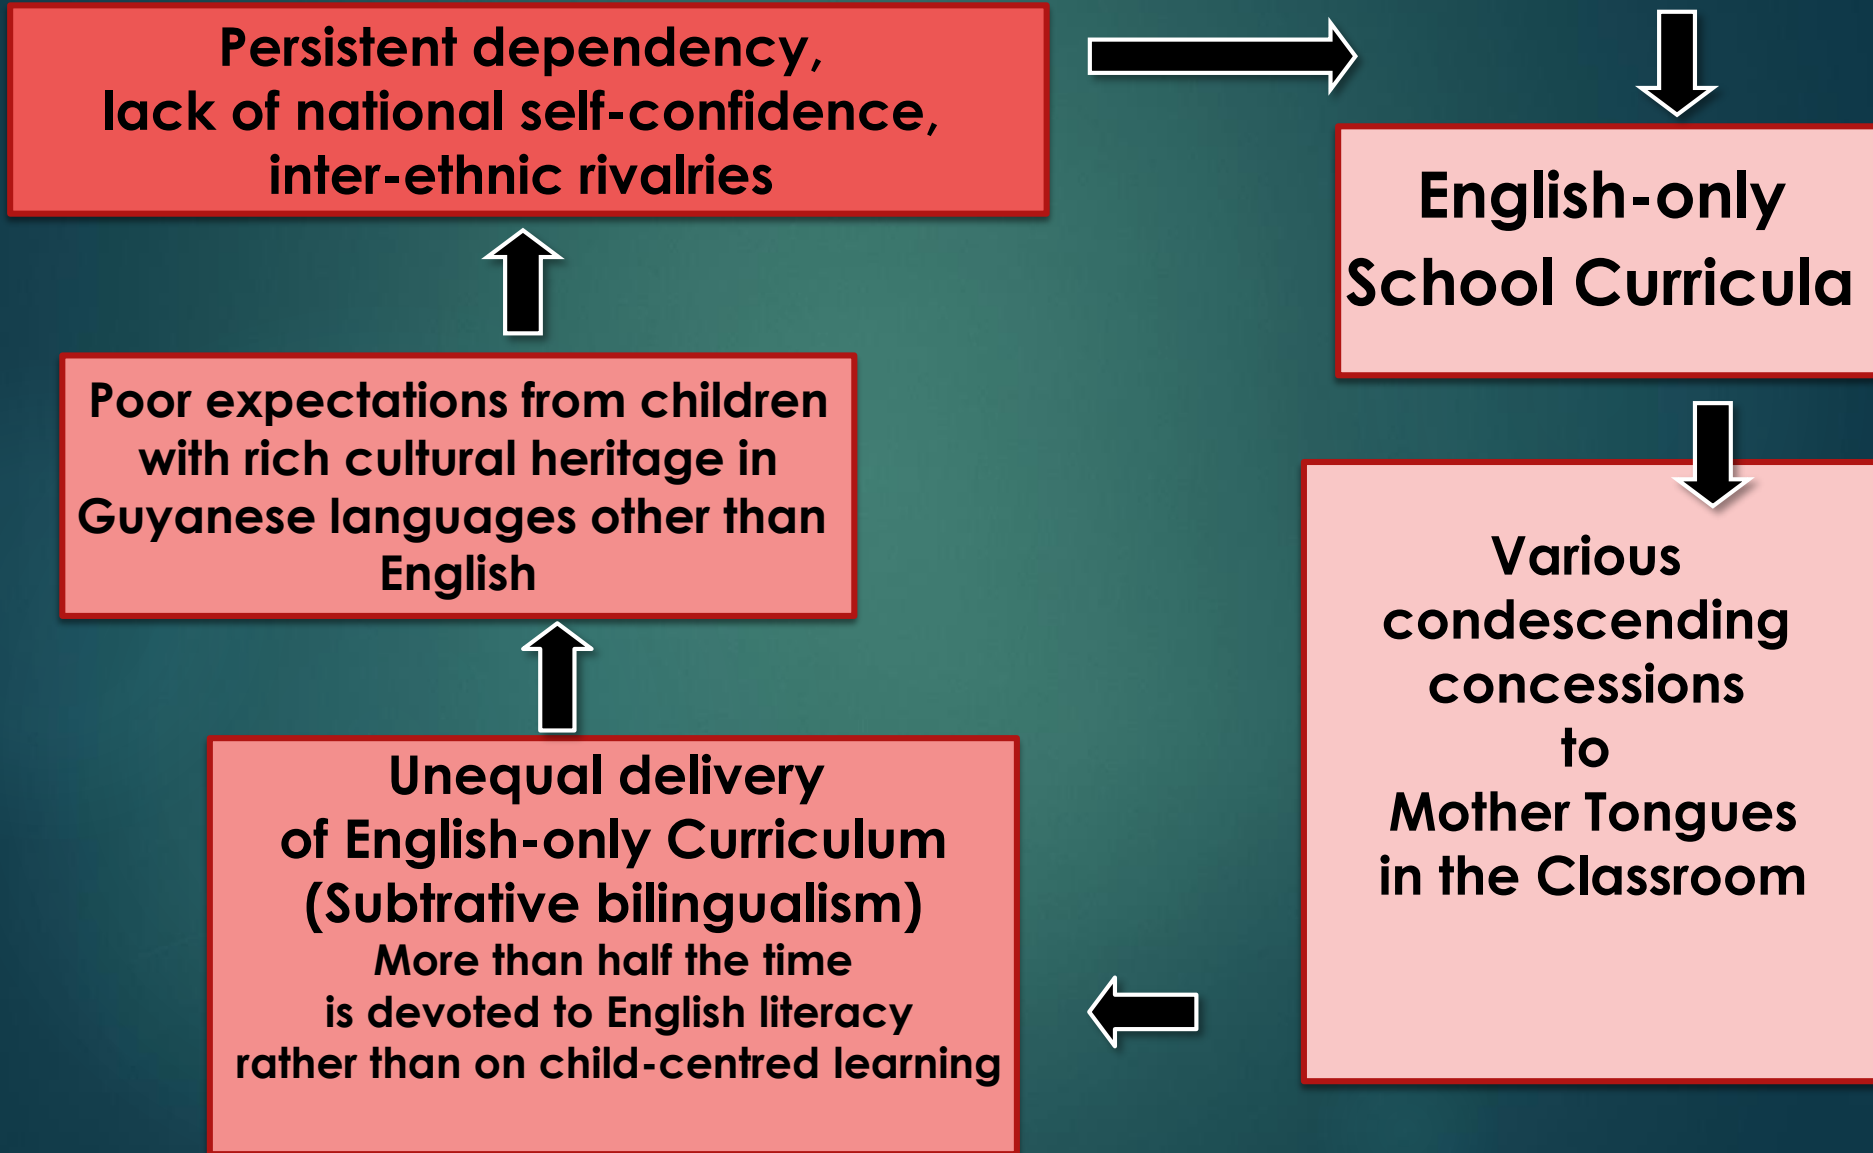 Persistent dependency,
lack of national self-confidence,
inter-ethnic rivalries
English-only
School Curricula
Poor expectations from children
with rich cultural heritage in
Guyanese languages other than
English
Various
condescending
concessions
to
Mother Tongues
in the Classroom
Unequal delivery
of English-only Curriculum
(Subtrative bilingualism)
More than half the time
is devoted to English literacy
rather than on child-centred learning